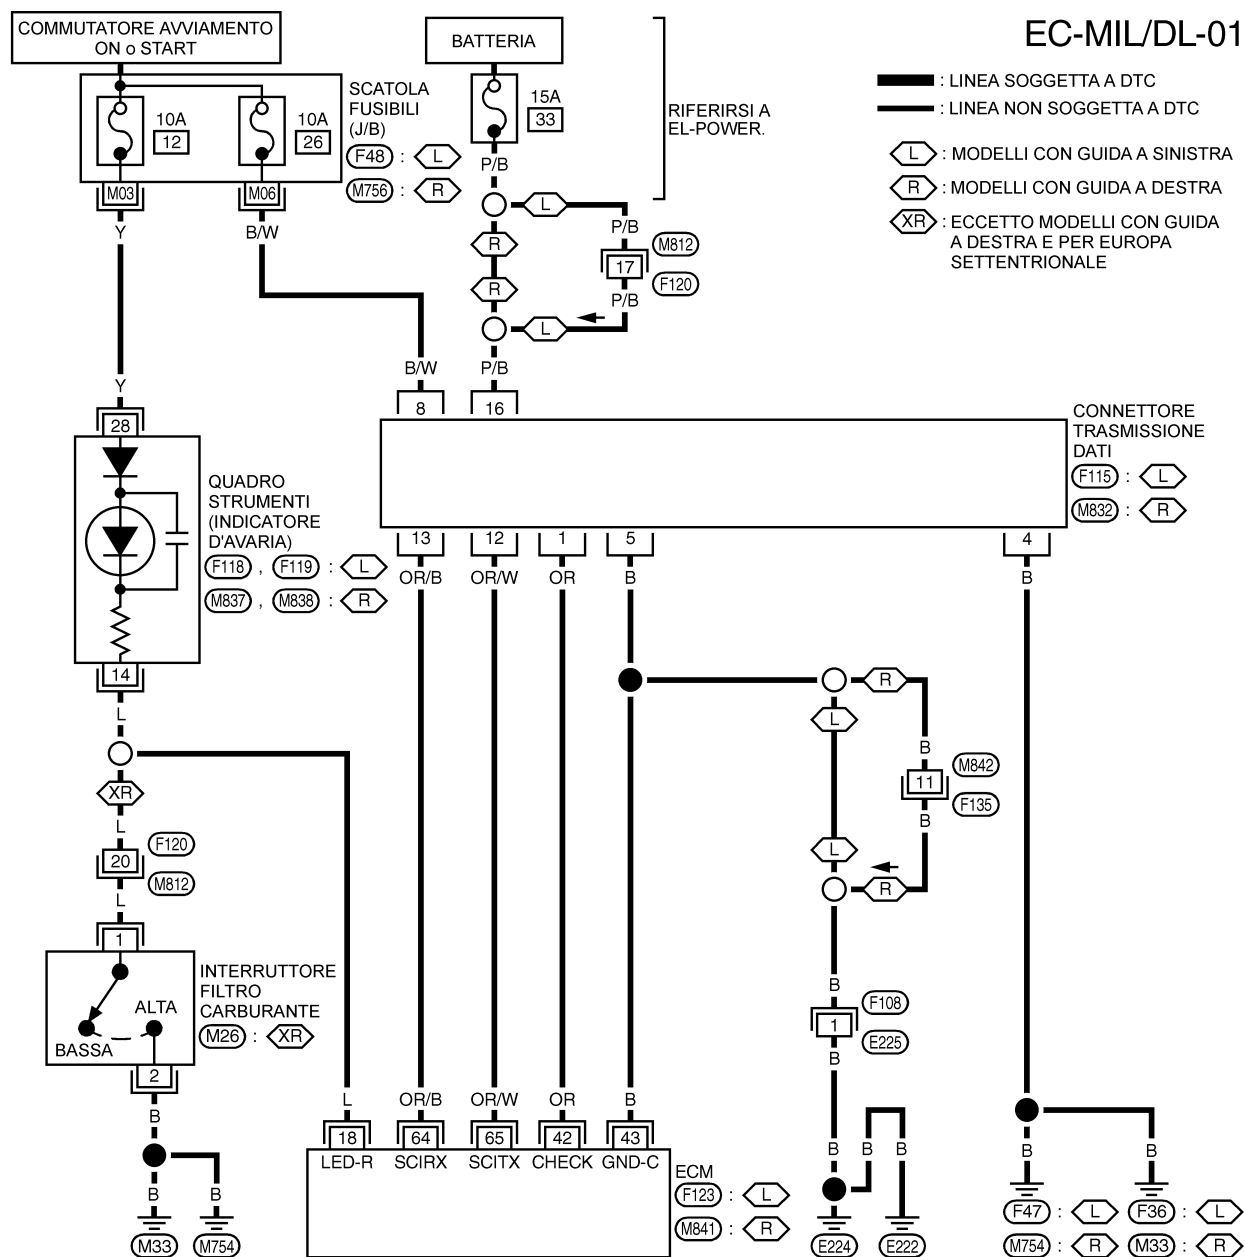 COMMUTATORE AVVIAMENTO
ON o START
BATTERIA
EC-MIL/DL-01
: LINEA SOGGETTA A DTC
: LINEA NON SOGGETTA A DTC
L : MODELLI CON GUIDA A SINISTRA
R : MODELLI CON GUIDA A DESTRA
XR : ECCETTO MODELLI CON GUIDA
A DESTRA E PER EUROPA
SETTENTRIONALE
10A
12
10A
26
SCATOLA
FUSIBILI
(J/B)
F48 : L
M756 : R
15A
33
RIFERIRSI A
EL-POWER.
M03
M06
P/B
Y
B/W
L
P/B
R
M812
17
F120
R
P/B
L
Y
B/W
P/B
28
8
16
CONNETTORE
TRASMISSIONE
DATI
F115 : L
M832 : R
QUADRO
STRUMENTI
(INDICATORE
D'AVARIA)
F118 , F119 : L
M837 , M838 : R
13
12
1
5
4
OR/B
OR/W
OR
B
B
14
L
R
L
XR
B
M842
11
F135
B
L
F120
20
M812
L
L
R
1
INTERRUTTORE
FILTRO
CARBURANTE
M26 : XR
ALTA
BASSA
B
F108
1
E225
B
2
B
L
OR/B
OR/W
OR
B
18
64
65
42
43
LED-R
SCIRX
SCITX
CHECK
GND-C
ECM
F123 : L
M841 : R
B
B
B
B
B
B
B
M33
M754
E224
E222
F47 : L
F36 : L
M754 : R
M33 : R